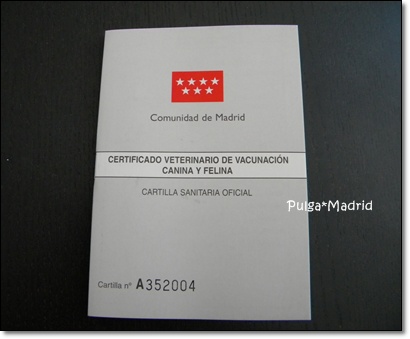 Comunidad de Madrid
CERTIFICADO VETERINARIO DE VACUNACIÓN
CANINA Y FELINA
CARTILLA SANITARIA OFICIAL
Pulga*Madrid
Cartilla nº A352004